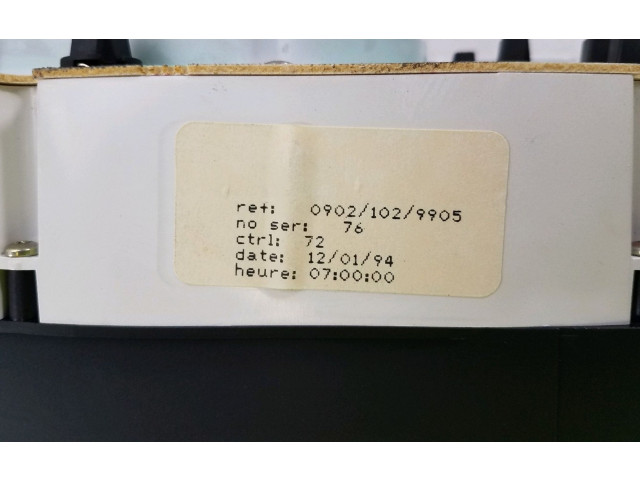 ref: 0902/102/9905
no ser: 76
ctrl: 72
date: 12/01/94
heure: 07:00:00